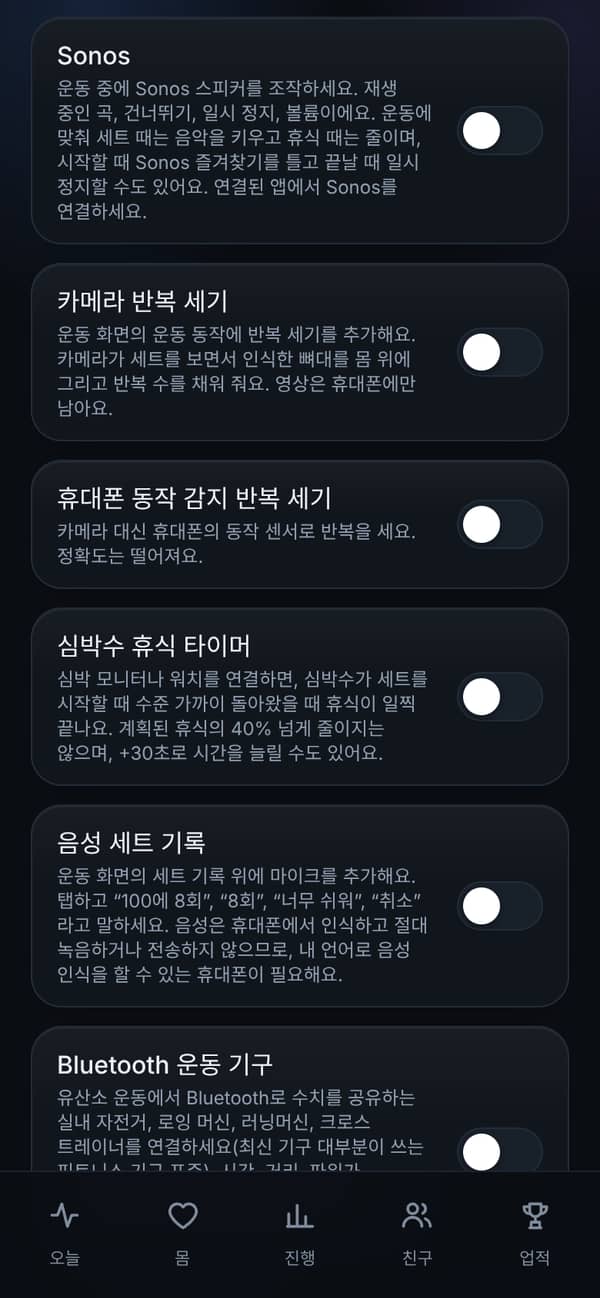 Sonos
운동 중에 Sonos 스피커를 조작하세요. 재생
중인 곡, 건너뛰기, 일시 정지, 볼륨이에요. 운동에
맞춰 세트 때는 음악을 키우고 휴식 때는 줄이며,
시작할 때 Sonos 즐겨찾기를 틀고 끝날 때 일시
정지할 수도 있어요. 연결된 앱에서 Sonos를
연결하세요.
카메라 반복 세기
운동 화면의 운동 동작에 반복 세기를 추가해요.
카메라가 세트를 보면서 인식한 뼈대를 몸 위에
그리고 반복 수를 채워 줘요. 영상은 휴대폰에만
남아요.
휴대폰 동작 감지 반복 세기
카메라 대신 휴대폰의 동작 센서로 반복을 세요.
정확도는 떨어져요.
심박수 휴식 타이머
심박 모니터나 워치를 연결하면, 심박수가 세트를
시작할 때 수준 가까이 돌아왔을 때 휴식이 일찍
끝나요. 계획된 휴식의 40% 넘게 줄이지는
않으며, +30초로 시간을 늘릴 수도 있어요.
음성 세트 기록
운동 화면의 세트 기록 위에 마이크를 추가해요.
탭하고 “100에 8회”, “8회”, “너무 쉬워”, “취소”
라고 말하세요. 음성은 휴대폰에서 인식하고 절대
녹음하거나 전송하지 않으므로, 내 언어로 음성
인식을 할 수 있는 휴대폰이 필요해요.
Bluetooth 운동 기구
유산소 운동에서 Bluetooth로 수치를 공유하는
실내 자전거, 로잉 머신, 러닝머신, 크로스
트레이너를 연결하세요(최신 기구 대부분이 쓰는
오늘
몸
진행
친구
업적